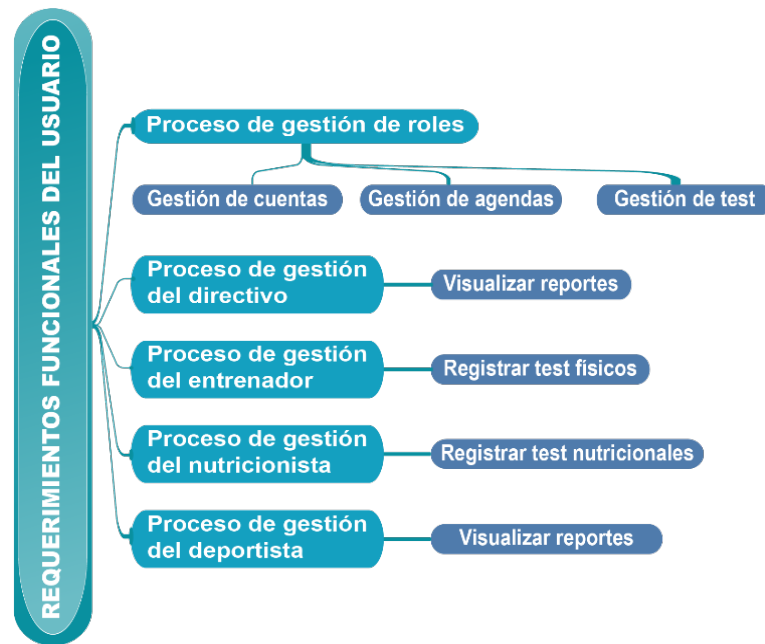 REQUERIMIENTOS FUNCIONALES DEL USUARIO
Proceso de gestión de roles
Gestión de cuentas
Gestión de agendas
Gestión de test
Proceso de gestión
del directivo
Visualizar reportes
Proceso de gestión
del entrenador
Registrar test físicos
Proceso de gestión
del nutricionista
Registrar test nutricionales
Proceso de gestión
del deportista
Visualizar reportes